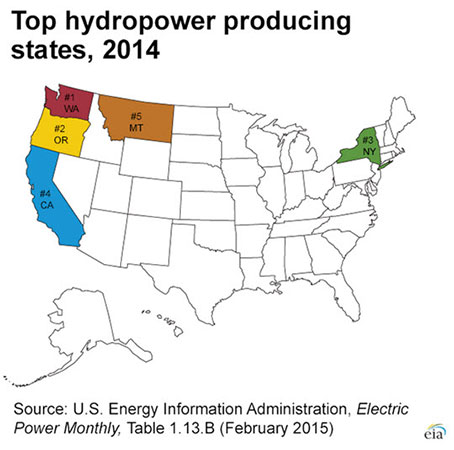 Top hydropower producing
states, 2014
#1
WA
#2
OR
#5
MT
#3
NY
#4
CA
Source: U.S. Energy Information Administration, Electric
Power Monthly, Table 1.13.B (February 2015)
eia